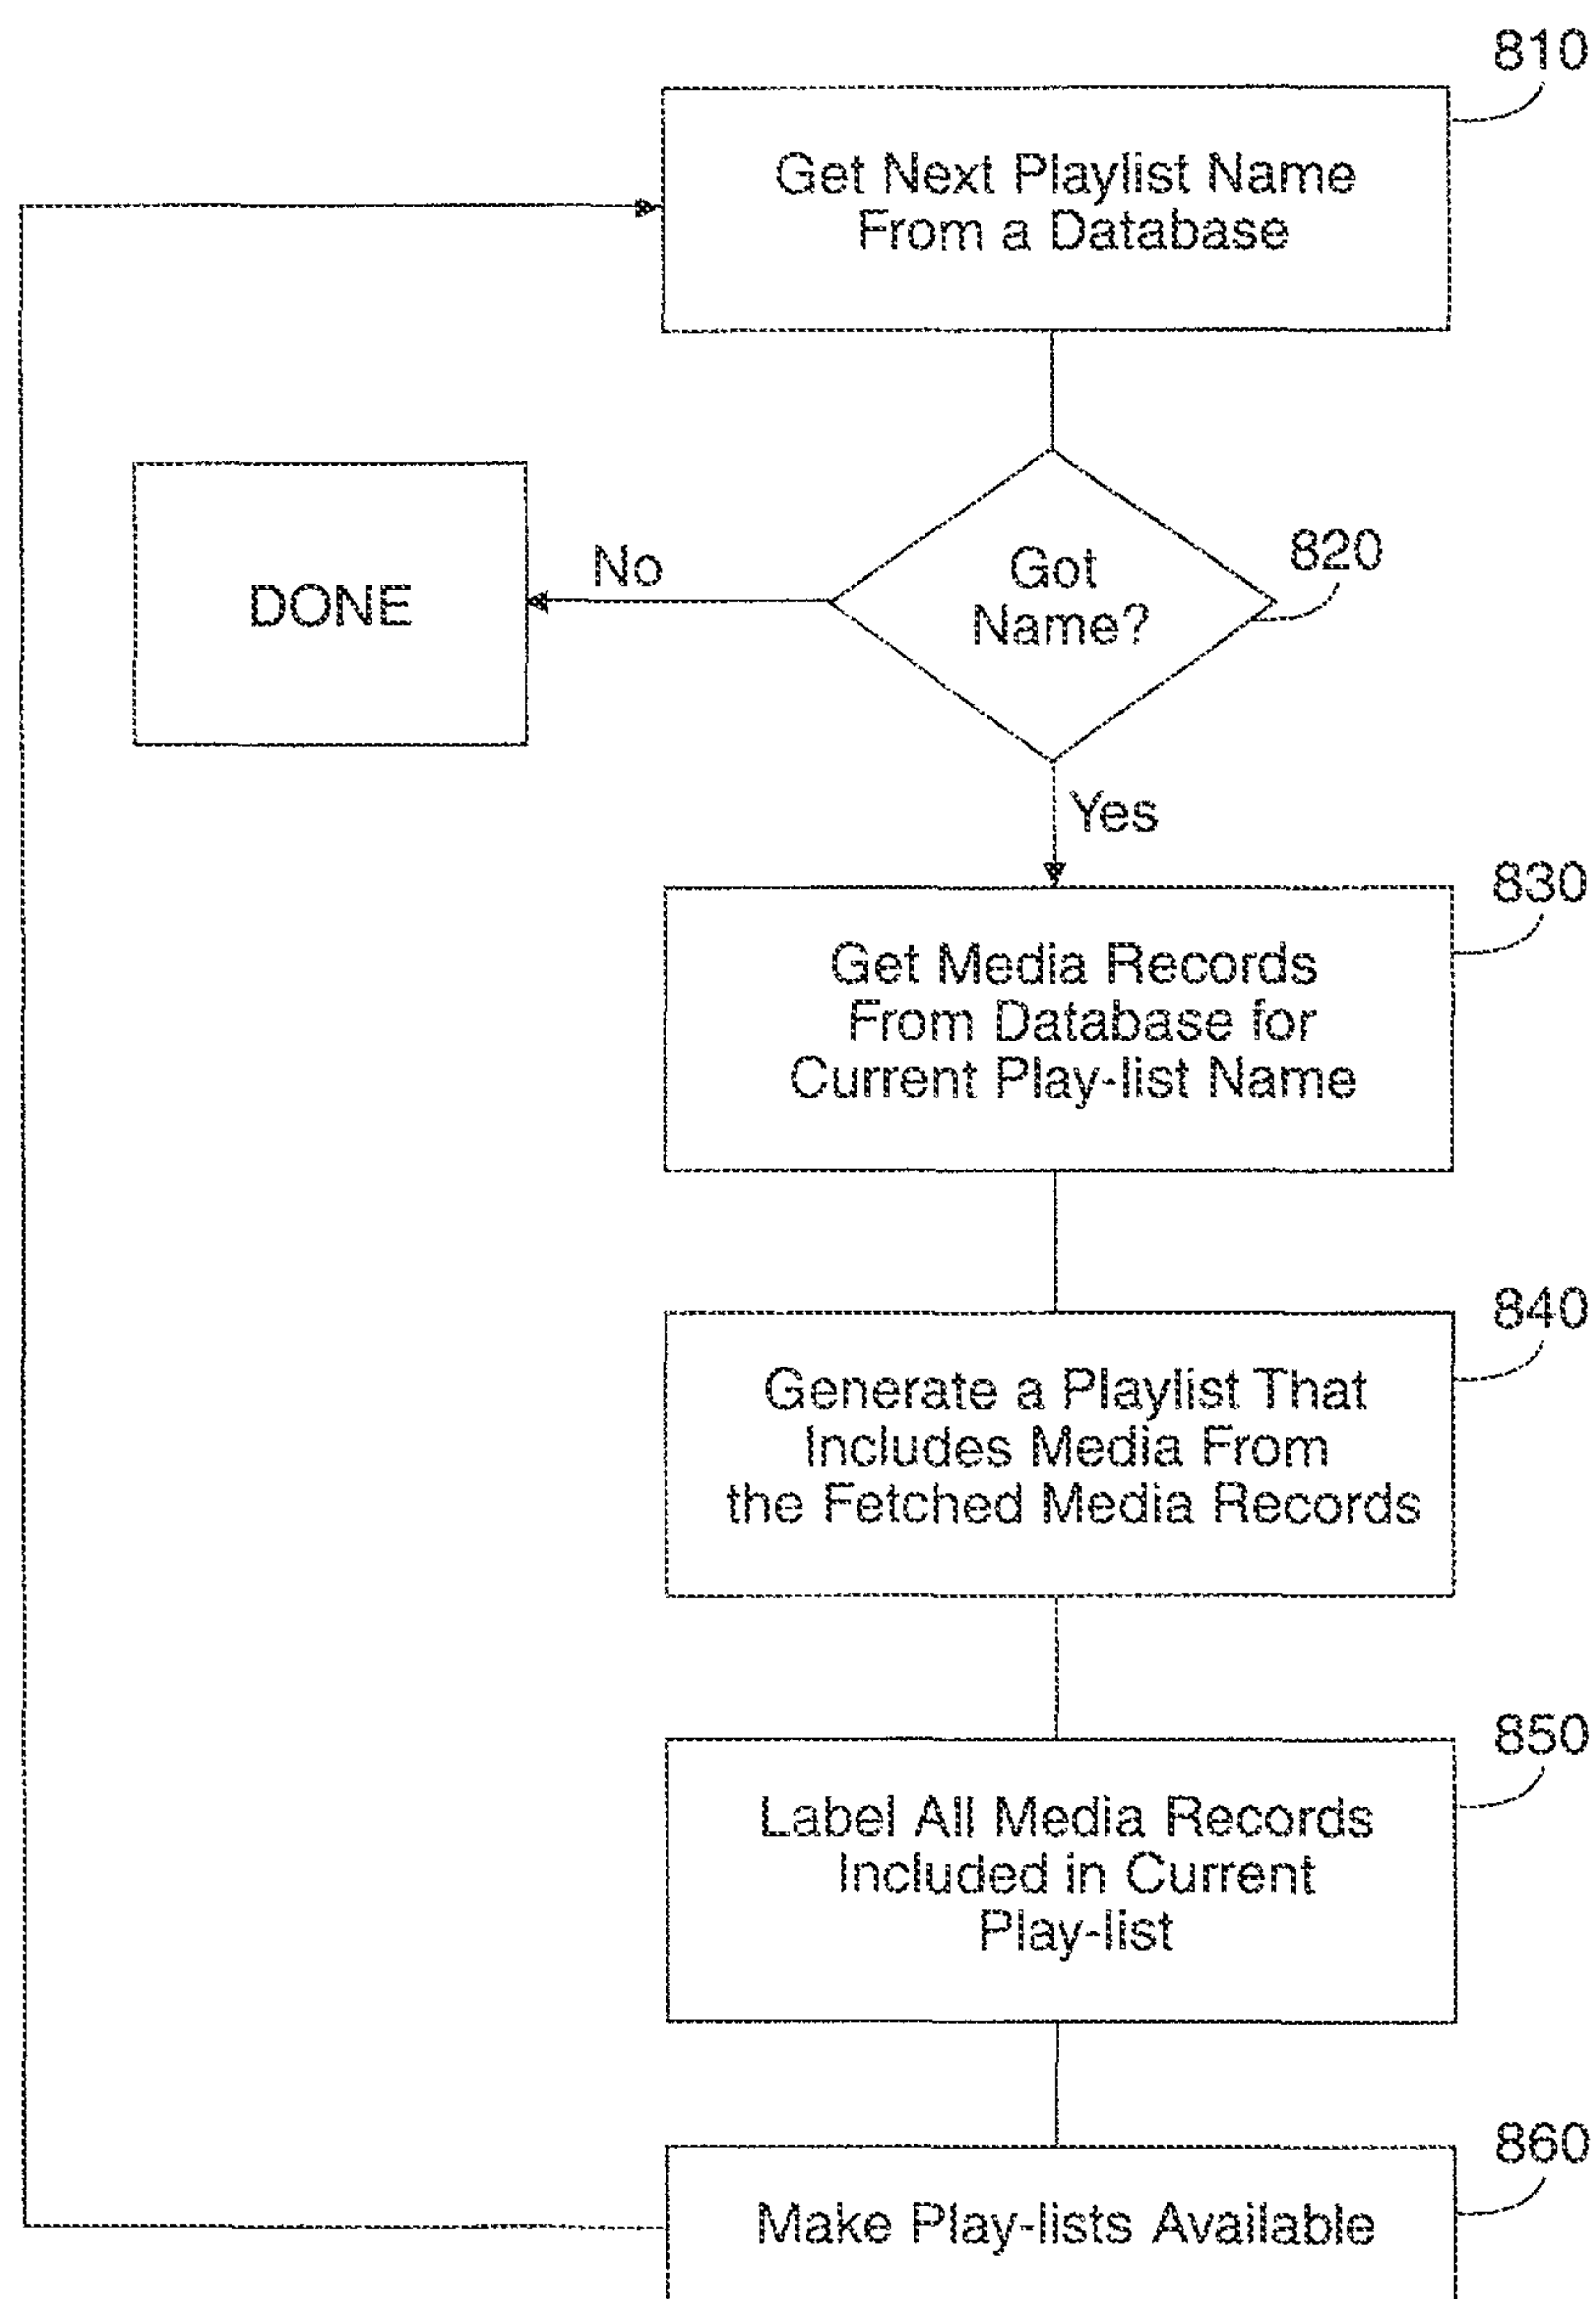 810
Get Next Playlist Name
From a Database
820
Got
Name?
No
DONE
Yes
830
Get Media Records
From Database for
Current Play-list Name
840
Generate a Playlist That
Includes Media From
the Fetched Media Records
850
Label All Media Records
Included in Current
Play-list
860
Make Play-lists Available